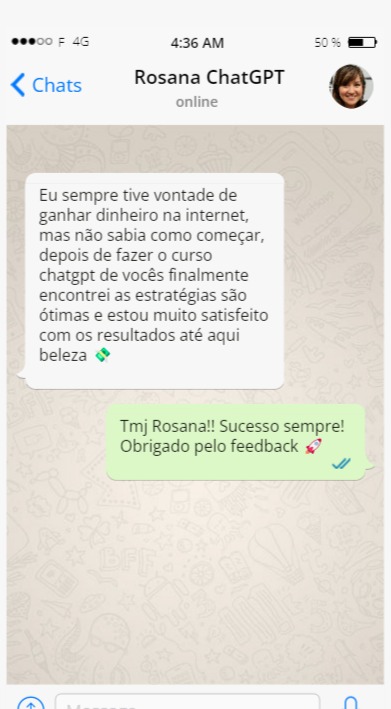 F 4G 4:36 AM 50 %
Chats Rosana ChatGPT
online
Eu sempre tive vontade de
ganhar dinheiro na internet,
mas não sabia como começar,
depois de fazer o curso
chatgpt de vocês finalmente
encontrei as estratégias são
ótimas e estou muito satisfeito
com os resultados até aqui
beleza 💸
Tmj Rosana!! Sucesso sempre!
Obrigado pelo feedback 🚀
Message